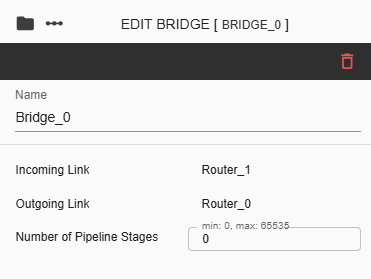 EDIT BRIDGE [ BRIDGE_0 ]
Name
Bridge_0
Incoming Link Router_1
Outgoing Link Router_0
min: 0, max: 65535
Number of Pipeline Stages 0